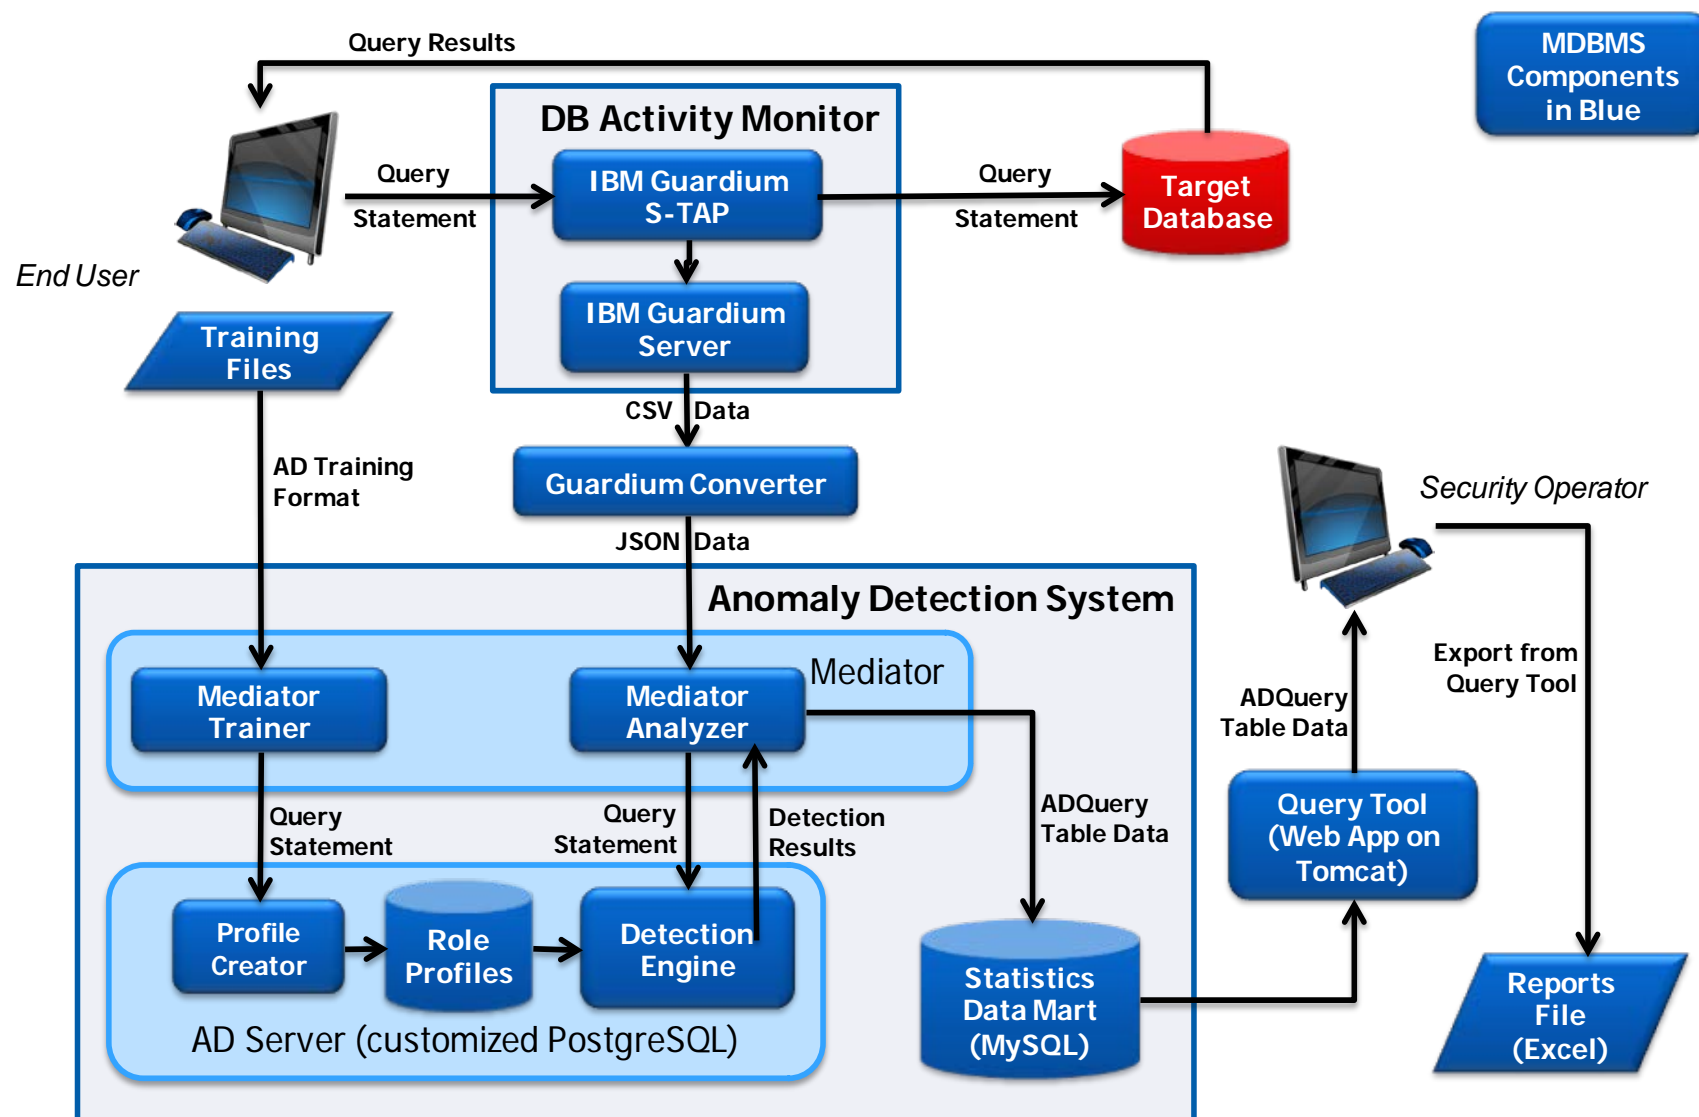 Query Results
MDBMS
Components
in Blue
DB Activity Monitor
Query
Statement
IBM Guardium
S-TAP
Query
Statement
Target
Database
End User
IBM Guardium
Server
Training
Files
CSV Data
AD Training
Format
Guardium Converter
Security Operator
JSON Data
Anomaly Detection System
Mediator
Mediator
Trainer
Mediator
Analyzer
Export from
Query Tool
ADQuery
Table Data
Query
Statement
Query
Statement
Detection
Results
ADQuery
Table Data
Query Tool
(Web App on
Tomcat)
Profile
Creator
Role
Profiles
Detection
Engine
Statistics
Data Mart
(MySQL)
Reports
File
(Excel)
AD Server (customized PostgreSQL)